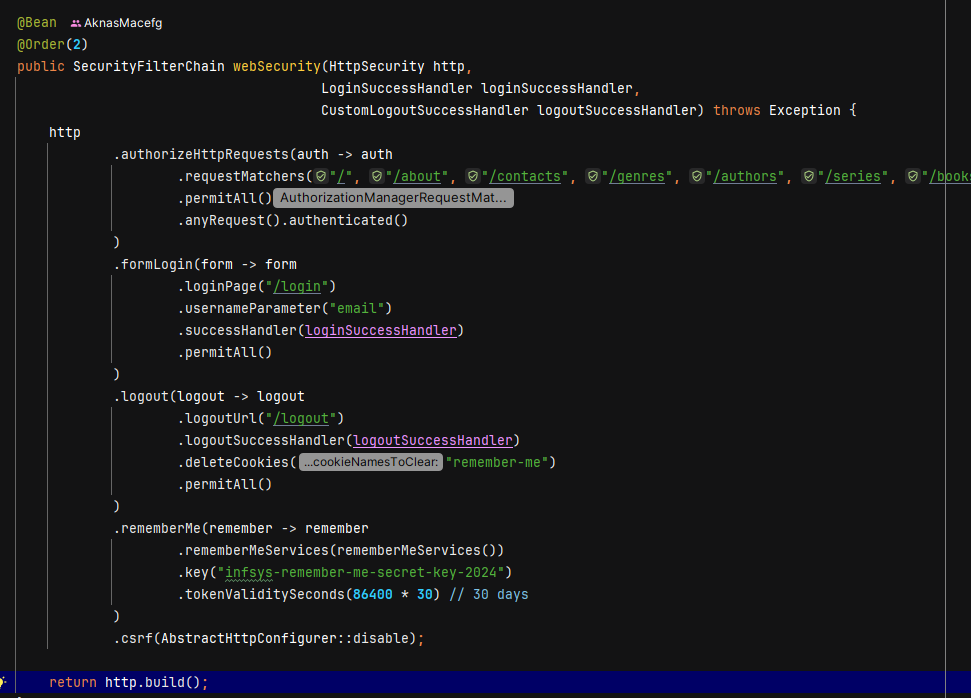 @Bean AknasMacefg
@Order(2)
public SecurityFilterChain webSecurity(HttpSecurity http,
LoginSuccessHandler loginSuccessHandler,
CustomLogoutSuccessHandler logoutSuccessHandler) throws Exception {
http
.authorizeHttpRequests(auth -> auth
.requestMatchers("/", "/about", "/contacts", "/genres", "/authors", "/series", "/books
.permitAll() AuthorizationManagerRequestMat...
.anyRequest().authenticated()
)
.formLogin(form -> form
.loginPage("/login")
.usernameParameter("email")
.successHandler(loginSuccessHandler)
.permitAll()
)
.logout(logout -> logout
.logoutUrl("/logout")
.logoutSuccessHandler(logoutSuccessHandler)
.deleteCookies( ...cookieNamesToClear: "remember-me")
.permitAll()
)
.rememberMe(remember -> remember
.rememberMeServices(rememberMeServices())
.key("infsys-remember-me-secret-key-2024")
.tokenValiditySeconds(86400 * 30) // 30 days
)
.csrf(AbstractHttpConfigurer::disable);
return http.build();